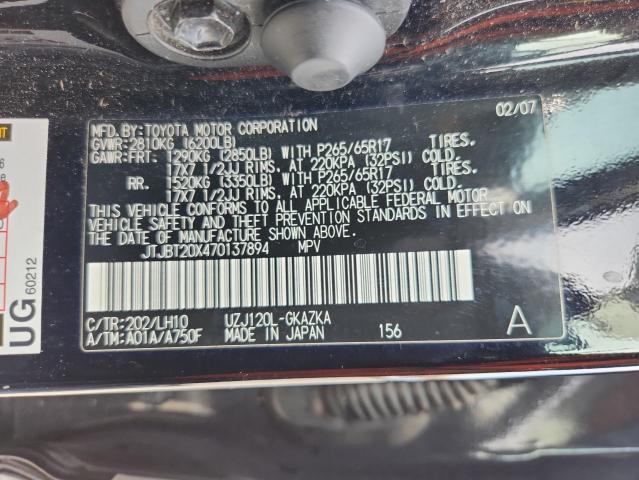 02/07
MFD. BY: TOYOTA MOTOR CORPORATION
GVWR: 2810KG (6200LB)
GAWR: FRT: 1290KG (2850LB) WITH P265/65R17 TIRES.
17X7 1/2JJ RIMS. AT 220KPA (32PSI) COLD.
RR. 1520KG (3350LB) WITH P265/65R17 TIRES.
17X7 1/2JJ RIMS. AT 220KPA (32PSI) COLD.
THIS VEHICLE CONFORMS TO ALL APPLICABLE FEDERAL MOTOR
VEHICLE SAFETY AND THEFT PREVENTION STANDARDS IN EFFECT ON
THE DATE OF MANUFACTURE SHOWN ABOVE.
JTJBT20X470137894 MPV
C/TR: 202/LH10 UZJ120L-GKAZKA
A/TM: A01A/A750F MADE IN JAPAN 156 A
UG
60212